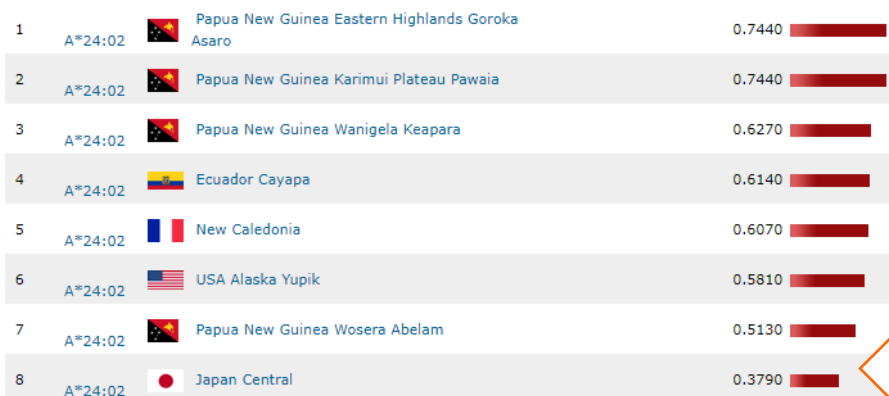 1 A*24:02 Papua New Guinea Eastern Highlands Goroka
Asaro 0.7440
2 A*24:02 Papua New Guinea Karimui Plateau Pawaia 0.7440
3 A*24:02 Papua New Guinea Wanigela Keapara 0.6270
4 A*24:02 Ecuador Cayapa 0.6140
5 A*24:02 New Caledonia 0.6070
6 A*24:02 USA Alaska Yupik 0.5810
7 A*24:02 Papua New Guinea Wosera Abelam 0.5130
8 A*24:02 Japan Central 0.3790